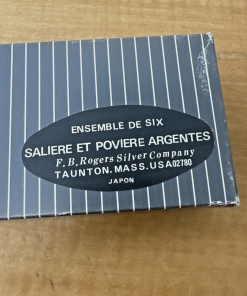 ENSEMBLE DE SIX
SALIERE ET POVIERE ARGENTES
F.B. Rogers Silver Company
TAUNTON, MASS. USA 02780
JAPON